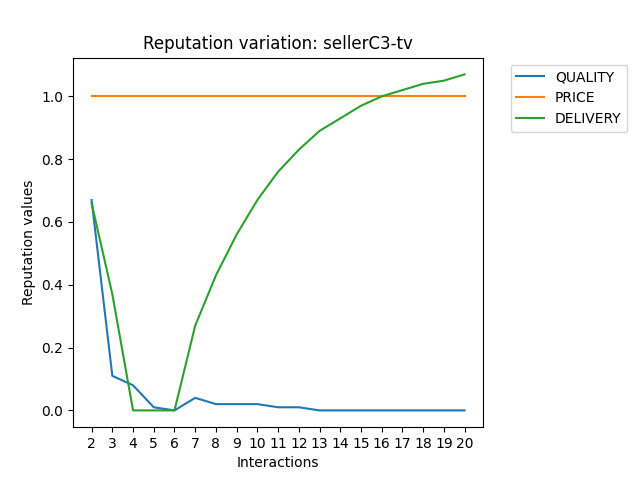 Reputation variation: sellerC3-tv
QUALITY
PRICE
DELIVERY
Reputation values
1.0
0.8
0.6
0.4
0.2
0.0
2 3 4 5 6 7 8 9 10 11 12 13 14 15 16 17 18 19 20
Interactions